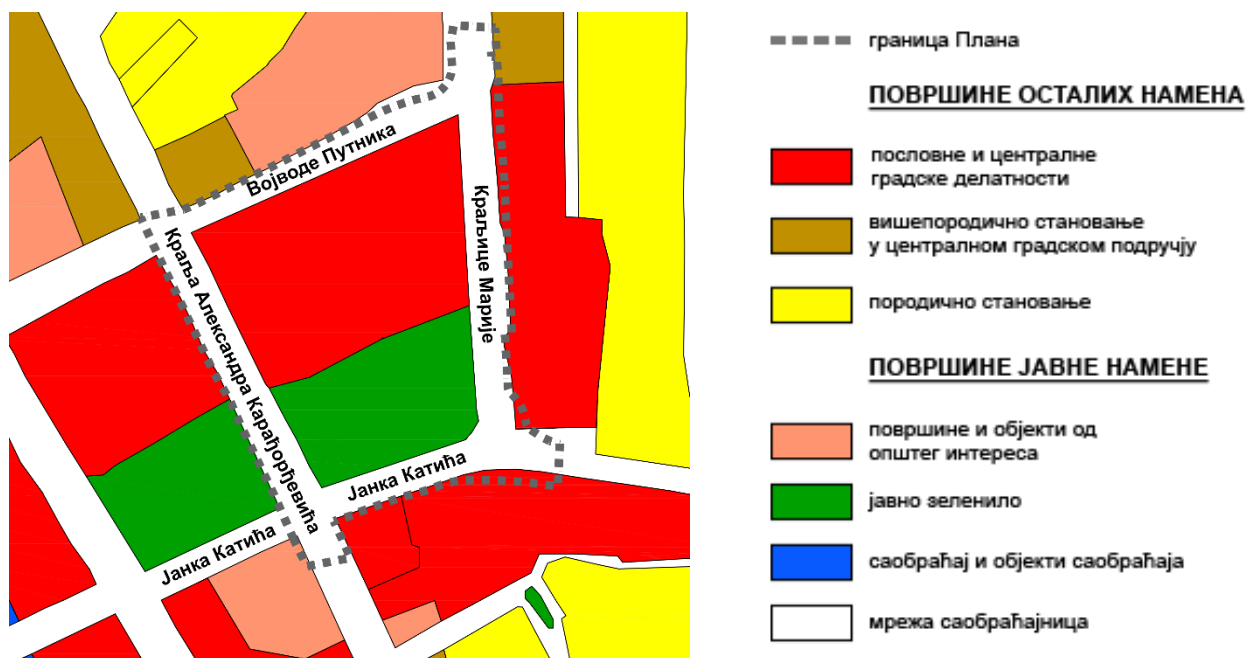 Војводе Путника
Краљице Марије
Краља Александра Карађорђевића
Јанка Катића
Јанка Катића
граница Плана
ПОВРШИНЕ ОСТАЛИХ НАМЕНА
пословне и централне
градске делатности
вишепородично становање
у централном градском подручју
породично становање
ПОВРШИНЕ ЈАВНЕ НАМЕНЕ
површине и објекти од
општег интереса
јавно зеленило
саобраћај и објекти саобраћаја
мрежа саобраћајница